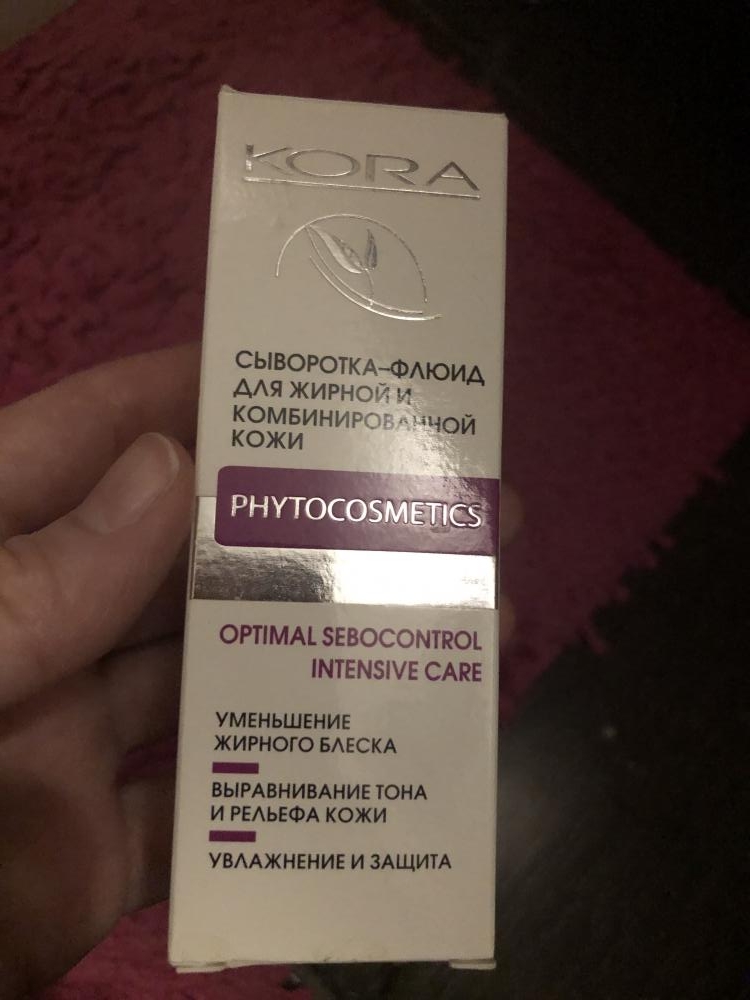 KORA
СЫВОРОТКА-ФЛЮИД
ДЛЯ ЖИРНОЙ И
КОМБИНИРОВАННОЙ
КОЖИ
PHYTOCOSMETICS
OPTIMAL SEBOCONTROL
INTENSIVE CARE
УМЕНЬШЕНИЕ
ЖИРНОГО БЛЕСКА
ВЫРАВНИВАНИЕ ТОНА
И РЕЛЬЕФА КОЖИ
УВЛАЖНЕНИЕ И ЗАЩИТА